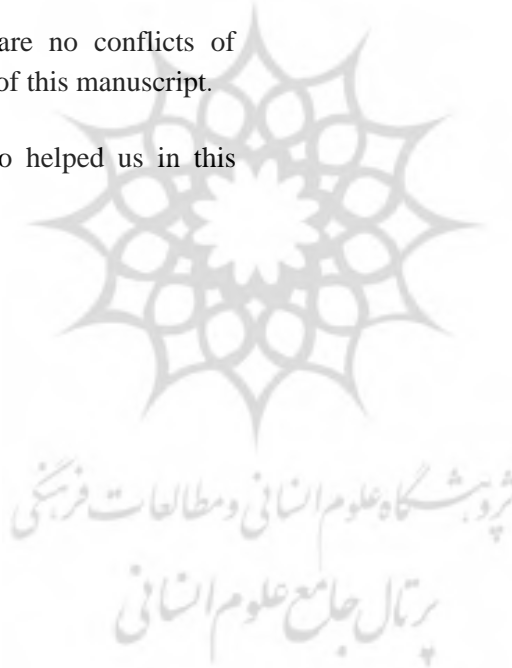 are no conflicts of
of this manuscript.
o helped us in this
پژوهشگاه علوم انسانی و مطالعات فرهنگی
پرتال جامع علوم انسانی